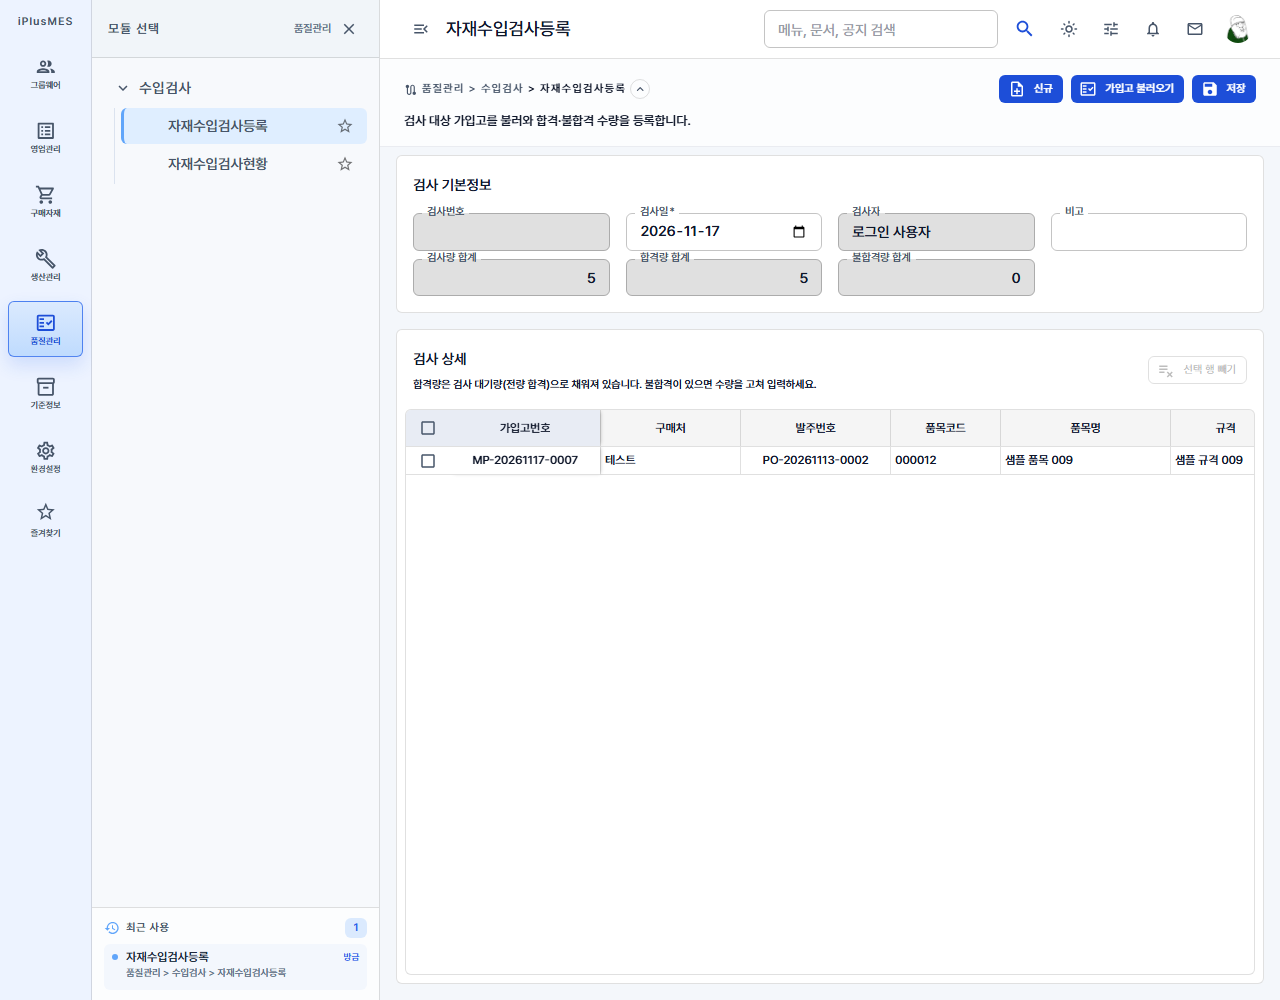 iPlusMES
그룹웨어
영업관리
구매자재
생산관리
품질관리
기준정보
환경설정
즐겨찾기
모듈 선택
품질관리
수입검사
자재수입검사등록
자재수입검사현황
최근 사용
1
자재수입검사등록
방금
품질관리 > 수입검사 > 자재수입검사등록
자재수입검사등록
메뉴, 문서, 공지 검색
품질관리 > 수입검사 > 자재수입검사등록
신규
가입고 불러오기
저장
검사 대상 가입고를 불러와 합격·불합격 수량을 등록합니다.
검사 기본정보
검사번호
검사일*
2026-11-17
검사자
로그인 사용자
비고
검사량 합계
5
합격량 합계
5
불합격량 합계
0
검사 상세
합격량은 검사 대기량(전량 합격)으로 채워져 있습니다. 불합격이 있으면 수량을 고쳐 입력하세요.
선택 행 빼기
가입고번호 구매처 발주번호 품목코드 품목명 규격
MP-20261117-0007 테스트 PO-20261113-0002 000012 샘플 품목 009 샘플 규격 009